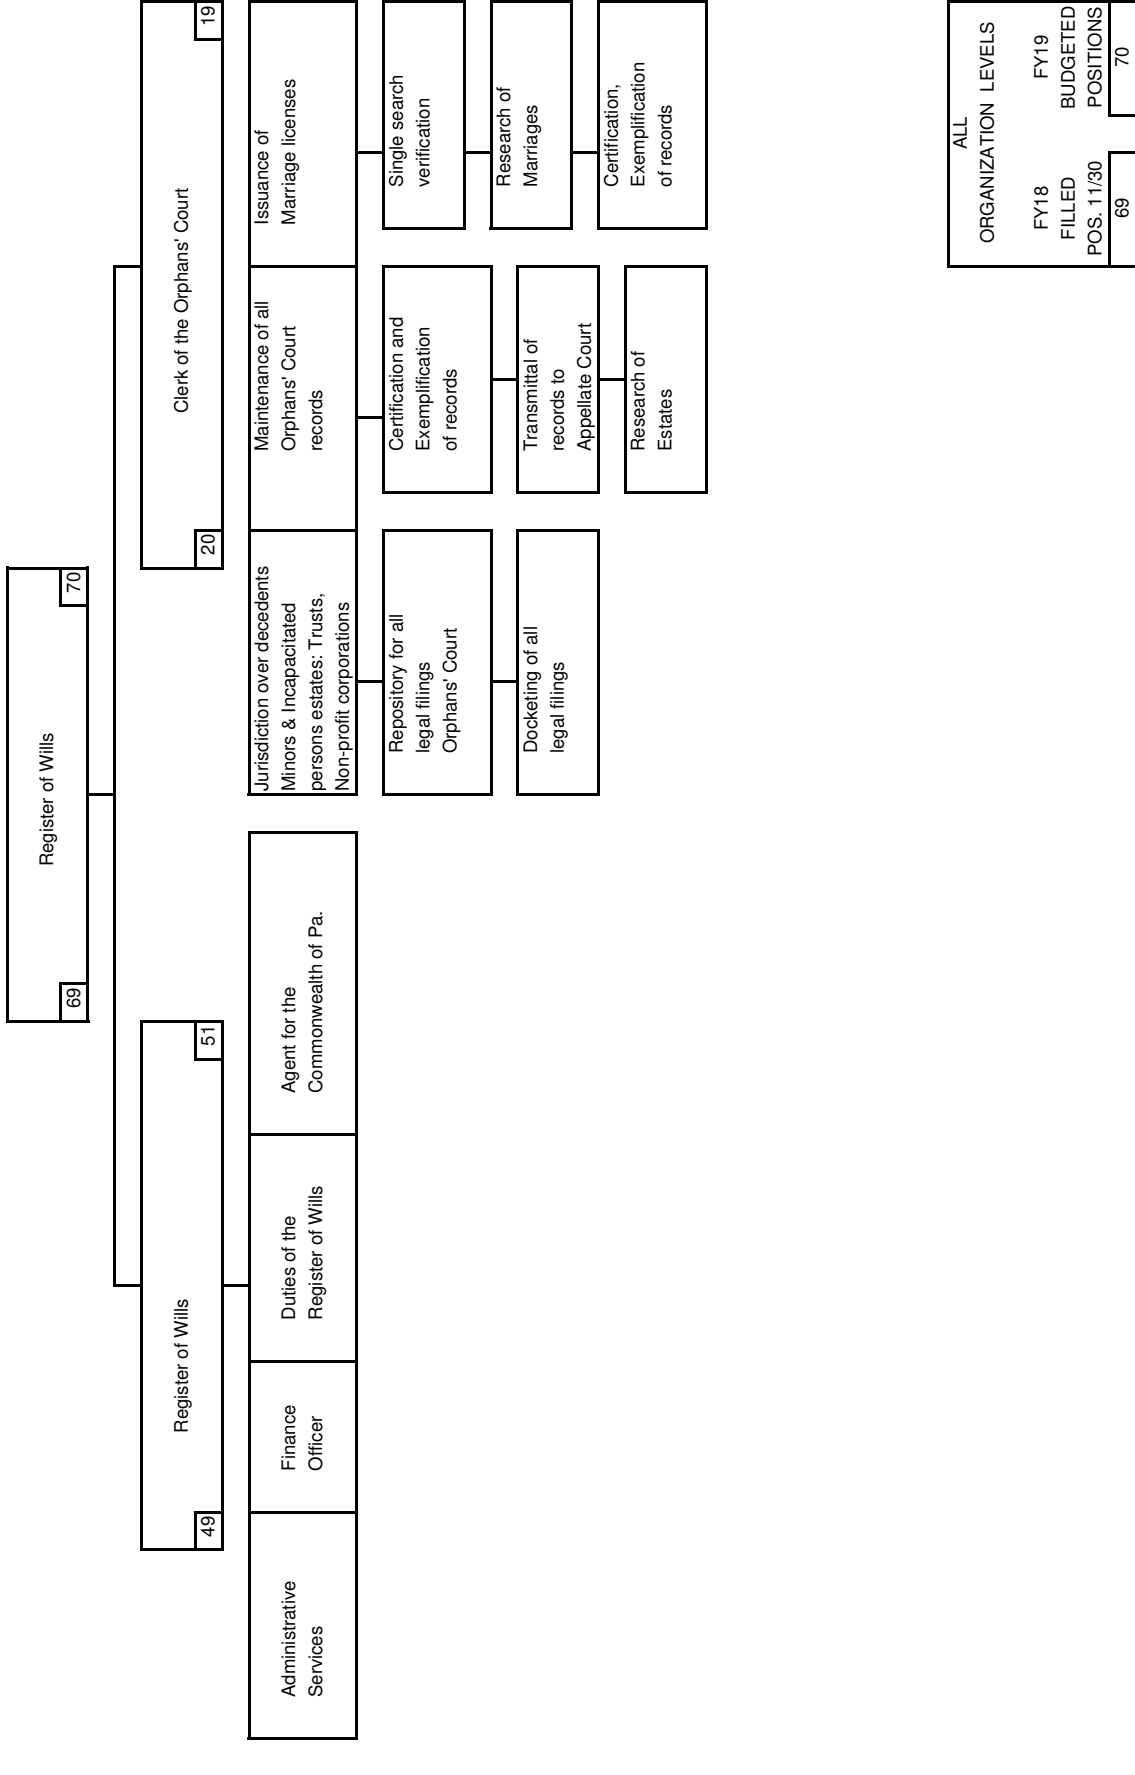 Register of Wills
69
70
Register of Wills
49
51
Clerk of the Orphans' Court
20
19
Administrative
Services
Finance
Officer
Duties of the
Register of Wills
Agent for the
Commonwealth of Pa.
Jurisdiction over decedents
Minors & Incapacitated
persons estates: Trusts,
Non-profit corporations
Maintenance of all
Orphans' Court
records
Issuance of
Marriage licenses
Repository for all
legal filings
Orphans' Court
Certification and
Exemplification
of records
Single search
verification
Docketing of all
legal filings
Transmittal of
records to
Appellate Court
Research of
Marriages
Research of
Estates
Certification,
Exemplification
of records
ALL
ORGANIZATION LEVELS
FY18
FILLED
POS. 11/30
69
FY19
BUDGETED
POSITIONS
70